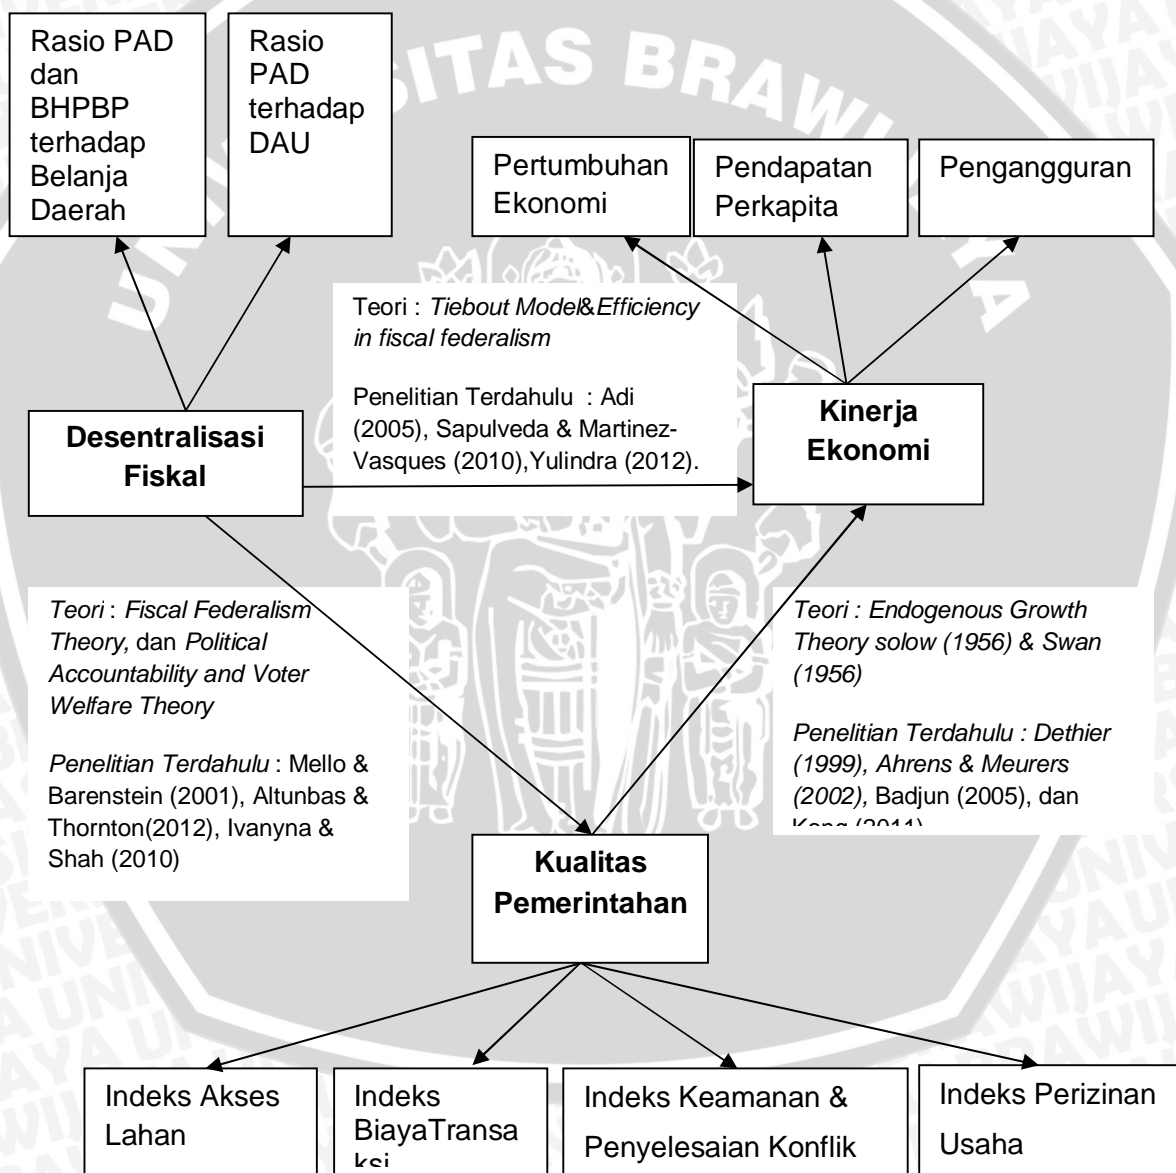 Rasio PAD
dan
BHPBP
terhadap
Belanja
Daerah
Rasio
PAD
terhadap
DAU
SITAS BRAWIJAYA
Pertumbuhan
Ekonomi
Pendapatan
Perkapita
Pengangguran
Teori : Tiebout Model&Efficiency
in fiscal federalism
Penelitian Terdahulu : Adi
(2005), Sapulveda & Martinez-
Vasques (2010),Yulindra (2012).
Desentralisasi
Fiskal
Kinerja
Ekonomi
Teori : Fiscal Federalism
Theory, dan Political
Accountability and Voter
Welfare Theory
Penelitian Terdahulu : Mello &
Barenstein (2001), Altunbas &
Thornton(2012), Ivanyna &
Shah (2010)
Teori : Endogenous Growth
Theory solow (1956) & Swan
(1956)
Penelitian Terdahulu : Dethier
(1999), Ahrens & Meurers
(2002), Badjun (2005), dan
Kualitas
Pemerintahan
Indeks Akses
Lahan
Indeks
BiayaTransa
ksi
Indeks Keamanan &
Penyelesaian Konflik
Indeks Perizinan
Usaha